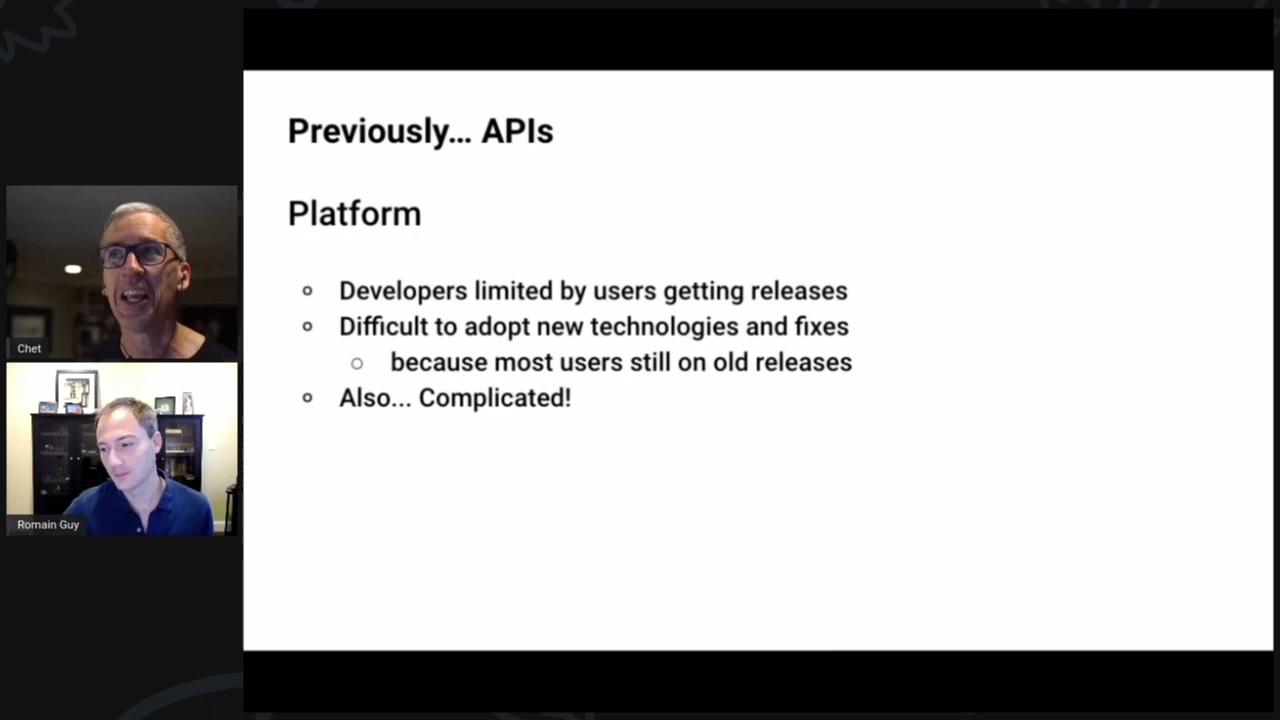 Previously... APIs
Platform
Developers limited by users getting releases
Difficult to adopt new technologies and fixes
because most users still on old releases
Also... Complicated!
Chet
Romain Guy